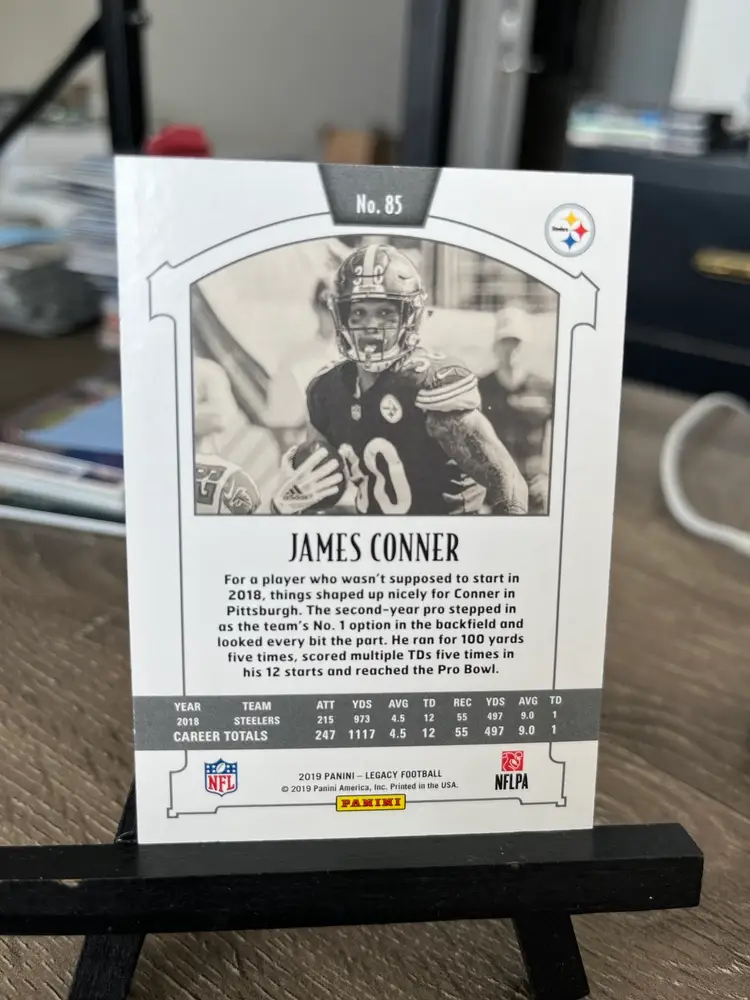 No. 85
Steelers
30
30
JAMES CONNER
For a player who wasn't supposed to start in
2018, things shaped up nicely for Conner in
Pittsburgh. The second-year pro stepped in
as the team's No. 1 option in the backfield and
looked every bit the part. He ran for 100 yards
five times, scored multiple TDs five times in
his 12 starts and reached the Pro Bowl.
YEAR TEAM ATT YDS AVG TD REC YDS AVG TD
2018 STEELERS 215 973 4.5 12 55 497 9.0 1
CAREER TOTALS 247 1117 4.5 12 55 497 9.0 1
NFL
2019 PANINI – LEGACY FOOTBALL
© 2019 Panini America, Inc. Printed in the USA.
PANINI
NFLPA